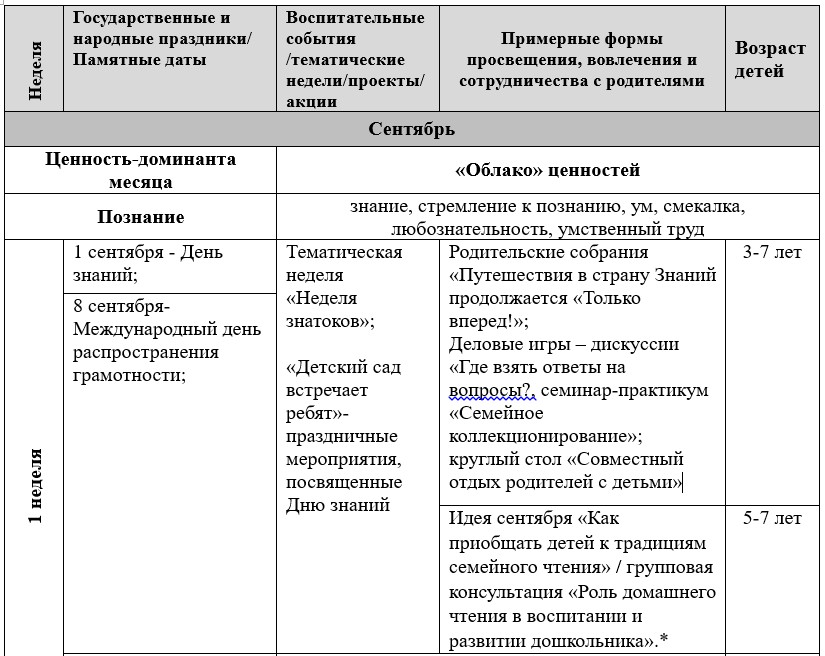 Неделя
Государственные и
народные праздники/
Памятные даты
Воспитательные
события
/тематические
недели/проекты/
акции
Примерные формы
просвещения, вовлечения и
сотрудничества с родителями
Возраст
детей
Сентябрь
Ценность-доминанта
месяца
«Облако» ценностей
Познание
знание, стремление к познанию, ум, смекалка,
любознательность, умственный труд
1 неделя
1 сентября - День
знаний;
8 сентября-
Международный день
распространения
грамотности;
Тематическая
неделя
«Неделя
знатоков»;
«Детский сад
встречает
ребят»-
праздничные
мероприятия,
посвященные
Дню знаний
Родительские собрания
«Путешествия в страну Знаний
продолжается «Только
вперед!»;
Деловые игры – дискуссии
«Где взять ответы на
вопросы?, семинар-практикум
«Семейное
коллекционирование»;
круглый стол «Совместный
отдых родителей с детьми»
3-7 лет
Идея сентября «Как
приобщать детей к традициям
семейного чтения» / групповая
консультация «Роль домашнего
чтения в воспитании и
развитии дошкольника».*
5-7 лет